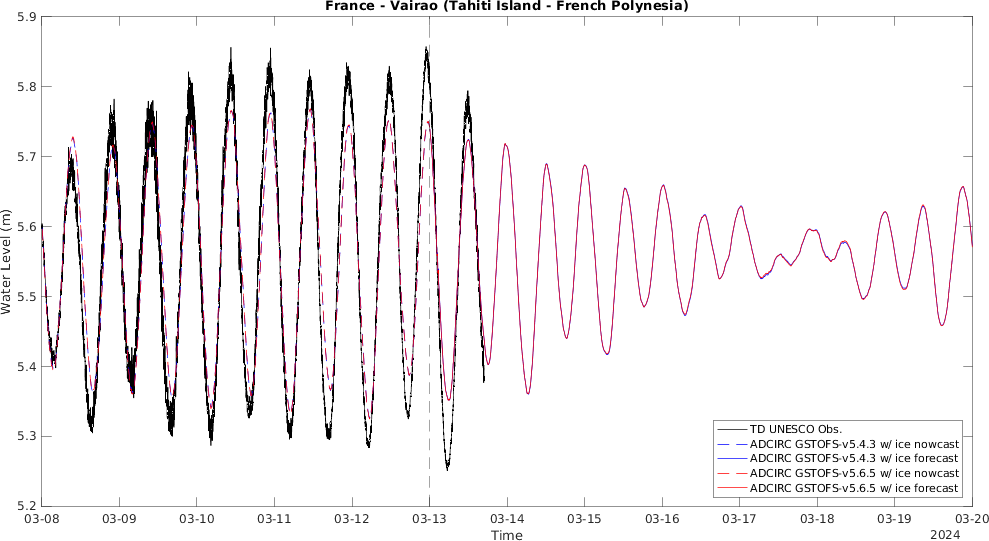 France - Vairao (Tahiti Island - French Polynesia)
5.9
5.8
5.7
5.6
5.5
5.4
5.3
5.2
Water Level (m)
TD UNESCO Obs.
ADCIRC GSTOFS-v5.4.3 w/ ice nowcast
ADCIRC GSTOFS-v5.4.3 w/ ice forecast
ADCIRC GSTOFS-v5.6.5 w/ ice nowcast
ADCIRC GSTOFS-v5.6.5 w/ ice forecast
03-08 03-09 03-10 03-11 03-12 03-13 03-14 03-15 03-16 03-17 03-18 03-19 03-20
Time
2024